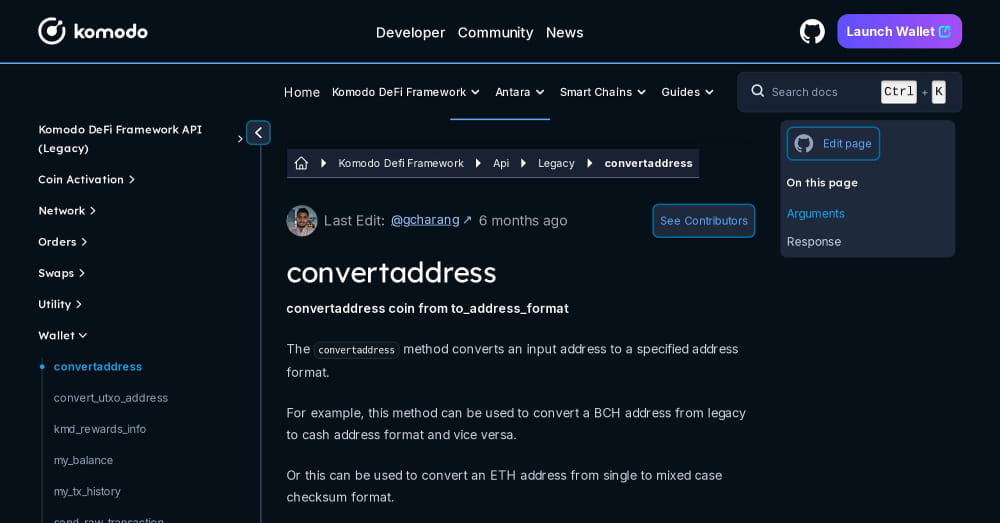 komodo
Developer Community News
Launch Wallet
Home Komodo DeFi Framework Antara Smart Chains Guides
Search docs Ctrl + K
Komodo DeFi Framework API
(Legacy)
Coin Activation
Network
Orders
Swaps
Utility
Wallet
convertaddress
convert_utxo_address
kmd_rewards_info
my_balance
my_tx_history
send_raw_transaction
Komodo Defi Framework Api Legacy convertaddress
Last Edit: @gcharang ↗ 6 months ago
See Contributors
convertaddress
convertaddress coin from to_address_format
The convertaddress method converts an input address to a specified address
format.
For example, this method can be used to convert a BCH address from legacy
to cash address format and vice versa.
Or this can be used to convert an ETH address from single to mixed case
checksum format.
Edit page
On this page
Arguments
Response